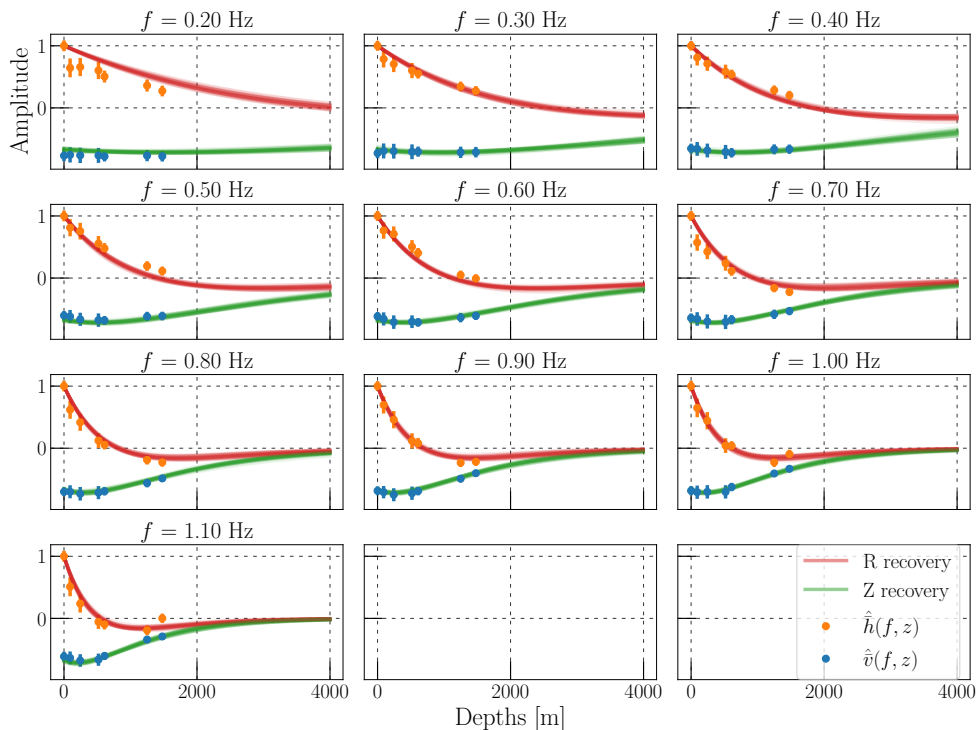 f = 0.20 Hz
f = 0.30 Hz
f = 0.40 Hz
Amplitude
1
0
f = 0.50 Hz
f = 0.60 Hz
f = 0.70 Hz
1
0
f = 0.80 Hz
f = 0.90 Hz
f = 1.00 Hz
1
0
f = 1.10 Hz
1
0
R recovery
Z recovery
ĥ(f, z)
v̄̂(f, z)
0 2000 4000
0 2000 4000
0 2000 4000
Depths [m]